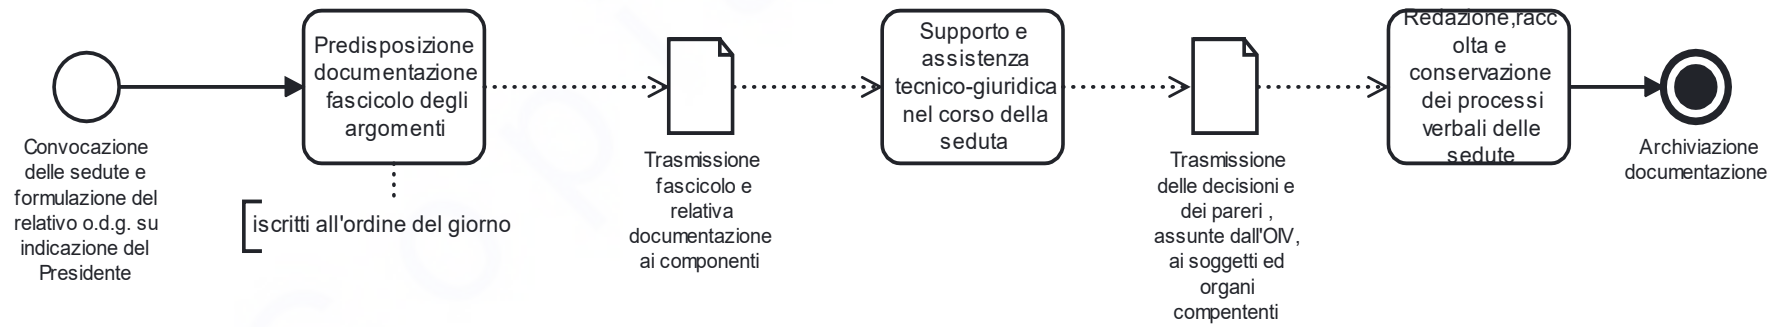 Convocazione
delle sedute e
formulazione del
relativo o.d.g. su
indicazione del
Presidente
Predisposizione
documentazione
fascicolo degli
argomenti
iscritti all'ordine del giorno
Trasmissione
fascicolo e
relativa
documentazione
ai componenti
Supporto e
assistenza
tecnico-giuridica
nel corso della
seduta
Trasmissione
delle decisioni e
dei pareri ,
assunte dall'OIV,
ai soggetti ed
organi
compententi
Redazione,racc
olta e
conservazione
dei processi
verbali delle
sedute
Archiviazione
documentazione